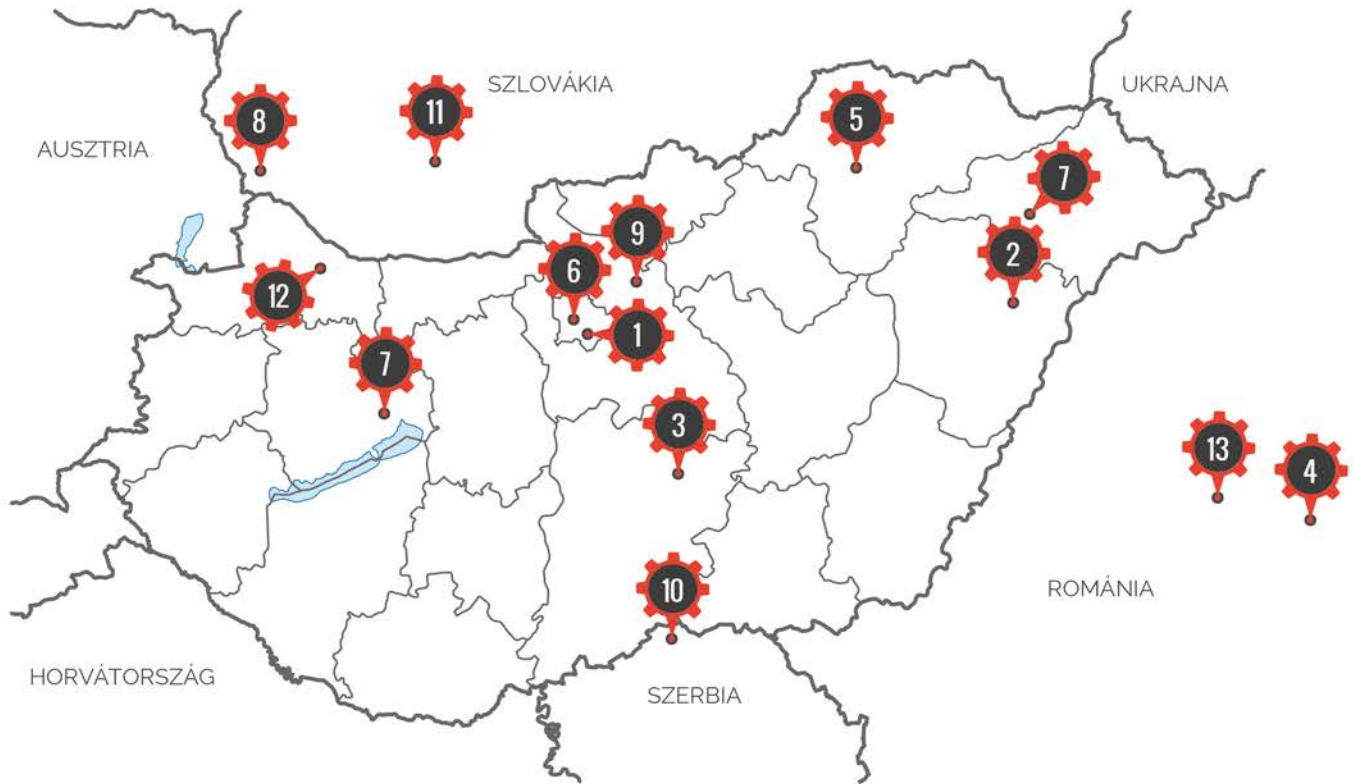 SZLOVÁKIA
UKRAJNA
AUSZTRIA
8
11
5
7
9
2
6
12
1
7
3
13
4
10
ROMÁNIA
HORVÁTORSZÁG
SZERBIA